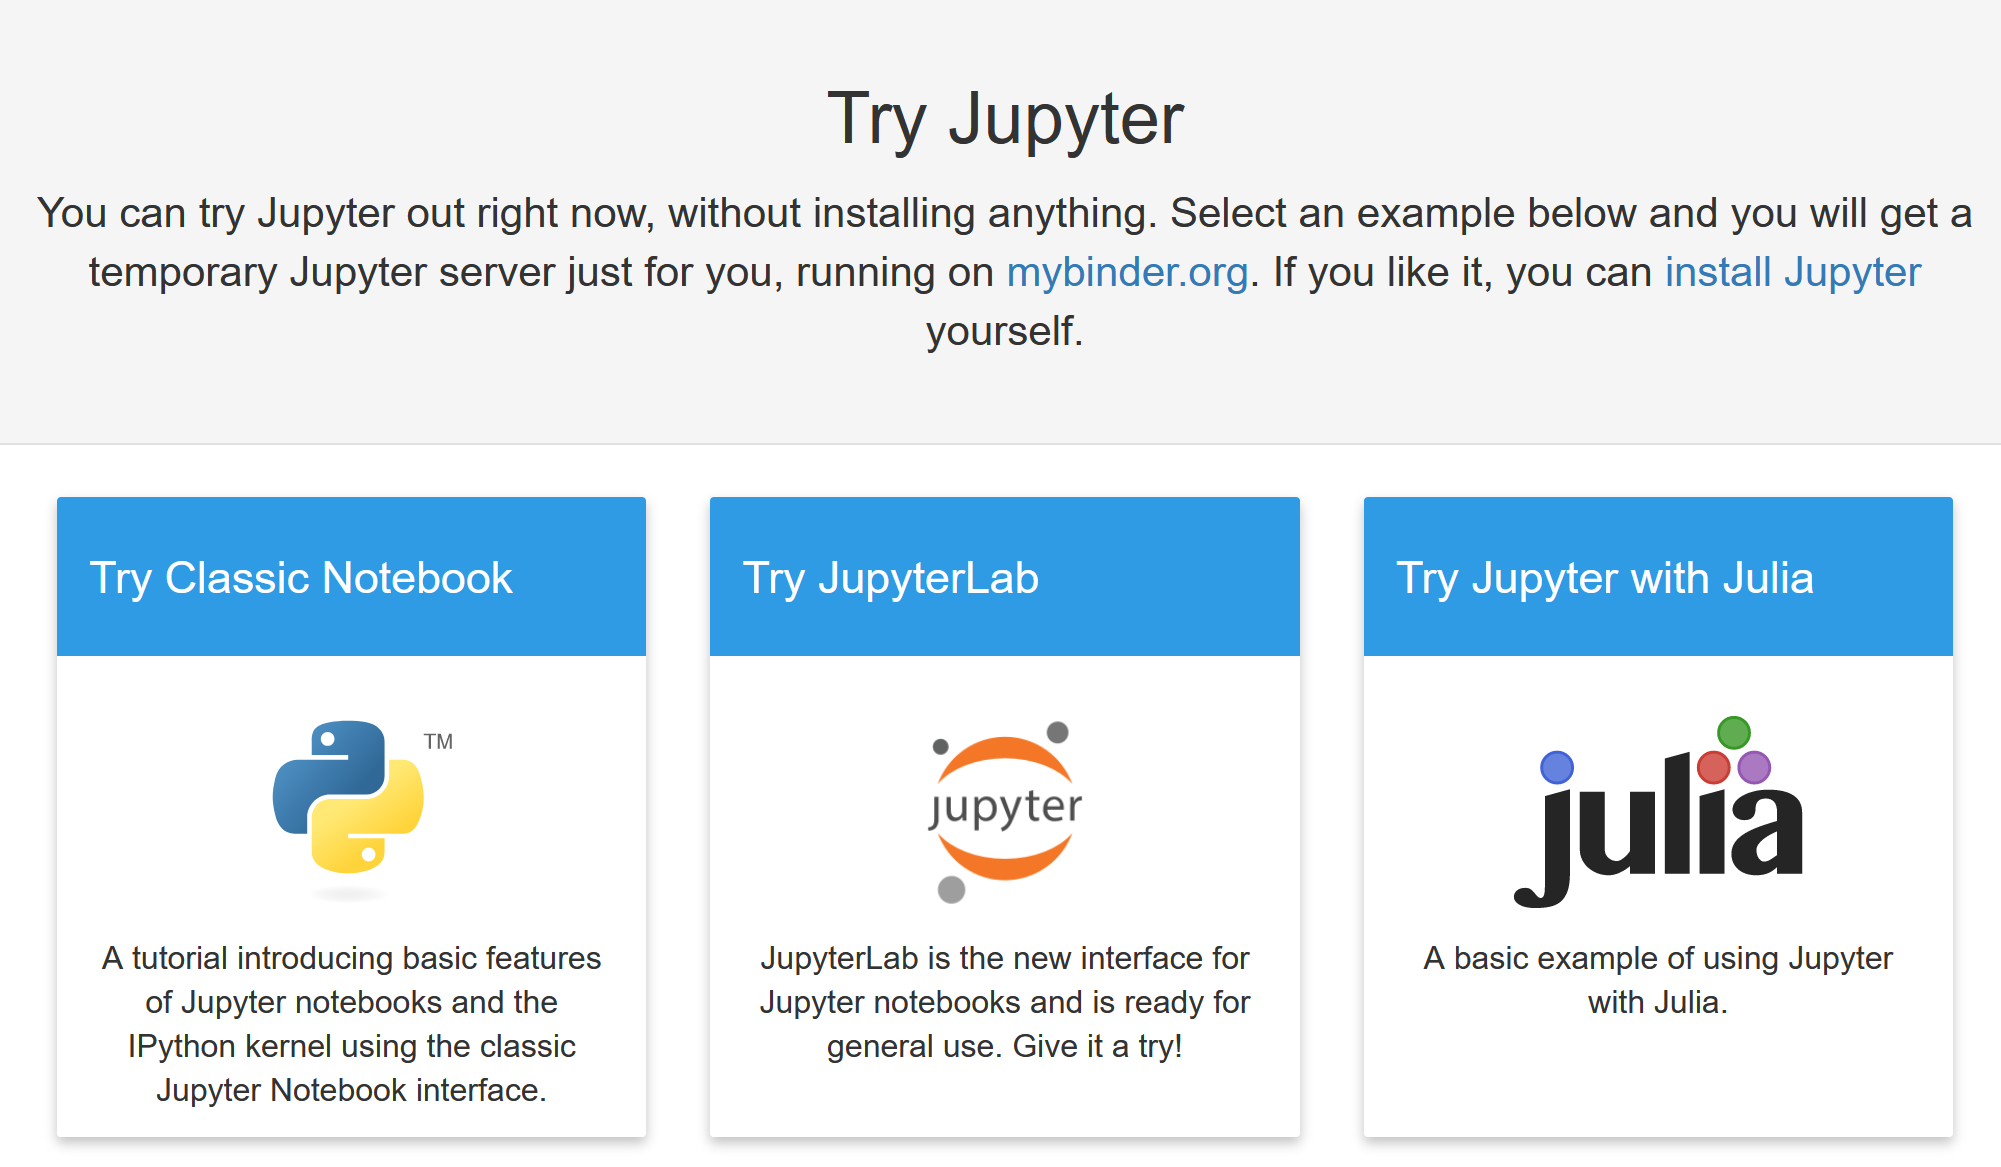 Try Jupyter
You can try Jupyter out right now, without installing anything. Select an example below and you will get a
temporary Jupyter server just for you, running on mybinder.org. If you like it, you can install Jupyter
yourself.
Try Classic Notebook
TM
A tutorial introducing basic features
of Jupyter notebooks and the
IPython kernel using the classic
Jupyter Notebook interface.
Try JupyterLab
jupyter
JupyterLab is the new interface for
Jupyter notebooks and is ready for
general use. Give it a try!
Try Jupyter with Julia
julia
A basic example of using Jupyter
with Julia.